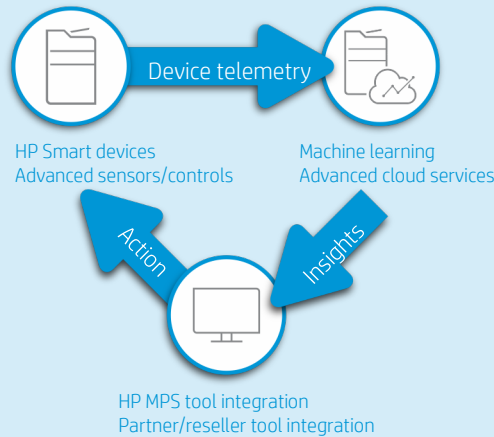 Device telemetry
HP Smart devices
Advanced sensors/controls
Machine learning
Advanced cloud services
Action
Insights
HP MPS tool integration
Partner/reseller tool integration